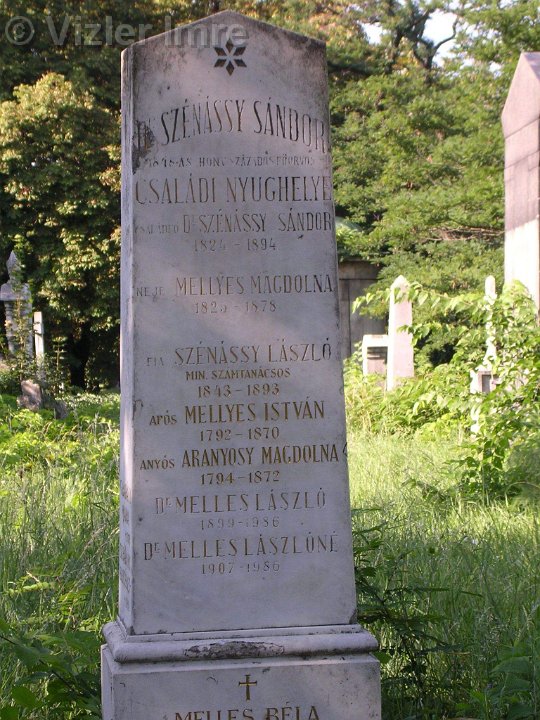 © Vizler Imre
Dr SZÉNÁSSY SÁNDOR
1848-AS HONV. SZÁZADOS FŐORVOS
CSALÁDI NYUGHELYE
CSALÁDFŐ Dr SZÉNÁSSY SÁNDOR
1824 - 1894
NEJE MELLYES MAGDOLNA
1825 - 1878
FIA SZÉNÁSSY LÁSZLÓ
MIN. SZÁMTANÁCSOS
1843 - 1893
APÓS MELLYES ISTVÁN
1792 - 1870
ANYÓS ARANYOSY MAGDOLNA
1794 - 1872
Dr MELLES LÁSZLÓ
1899 - 1986
Dr MELLES LÁSZLÓNÉ
1907 - 1986
MELLES BÉLA